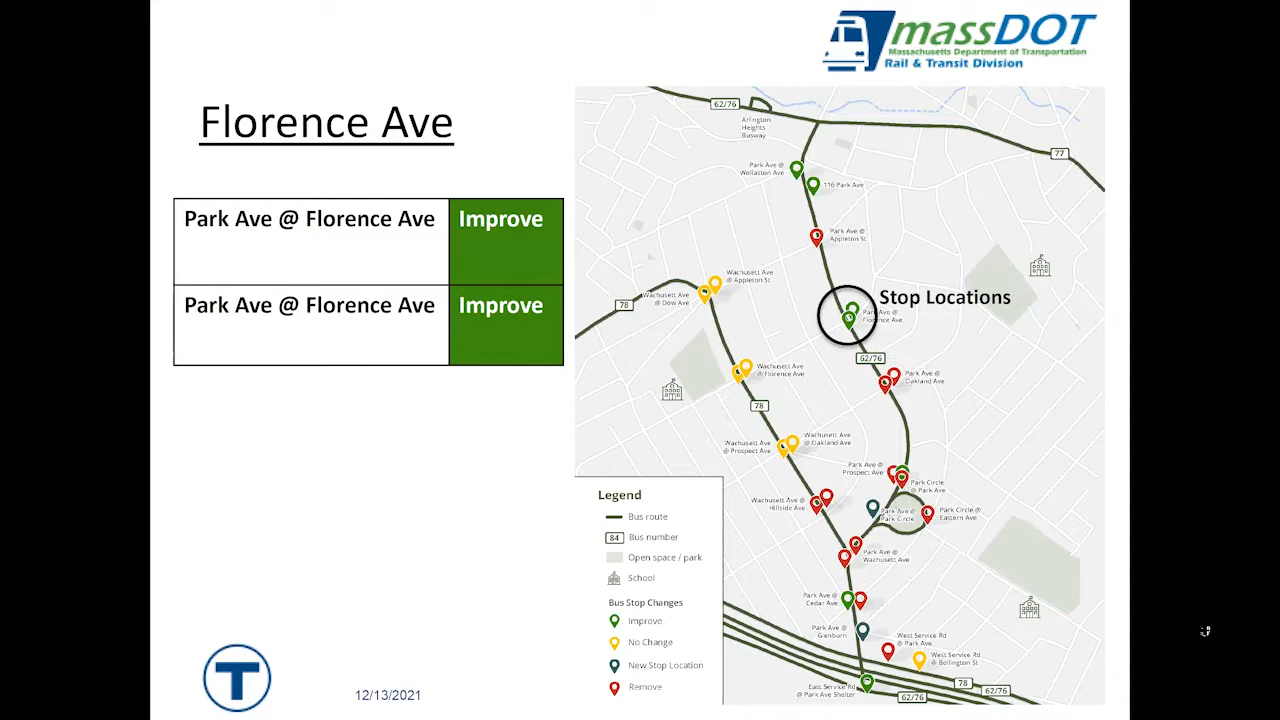 massDOT
Massachusetts Department of Transportation
Rail & Transit Division
Florence Ave
Park Ave @ Florence Ave Improve
Park Ave @ Florence Ave Improve
62/76
Arlington
Heights
Busway
77
Park Ave @
Wollaston Ave
116 Park Ave
Park Ave @
Appleton St
Wachusett Ave
@ Appleton St
Wachusett Ave
@ Dow Ave
78
Stop Locations
Park Ave @
Florence Ave
62/76
Wachusett Ave
@ Florence Ave
Park Ave @
Oakland Ave
78
Wachusett Ave
@ Oakland Ave
Wachusett Ave
@ Prospect Ave
Park Ave @
Prospect Ave
Park Circle
@ Park Ave
Wachusett Ave @
Hillside Ave
Park Ave @
Park Circle
Park Circle @
Eastern Ave
Park Ave @
Wachusett Ave
Park Ave @
Cedar Ave
Park Ave @
Glenburn
West Service Rd
@ Park Ave
West Service Rd
@ Bellington St
East Service Rd
@ Park Ave Shelter
78
62/76
62/76
Legend
Bus route
84 Bus number
Open space / park
School
Bus Stop Changes
Improve
No Change
New Stop Location
Remove
T
12/13/2021